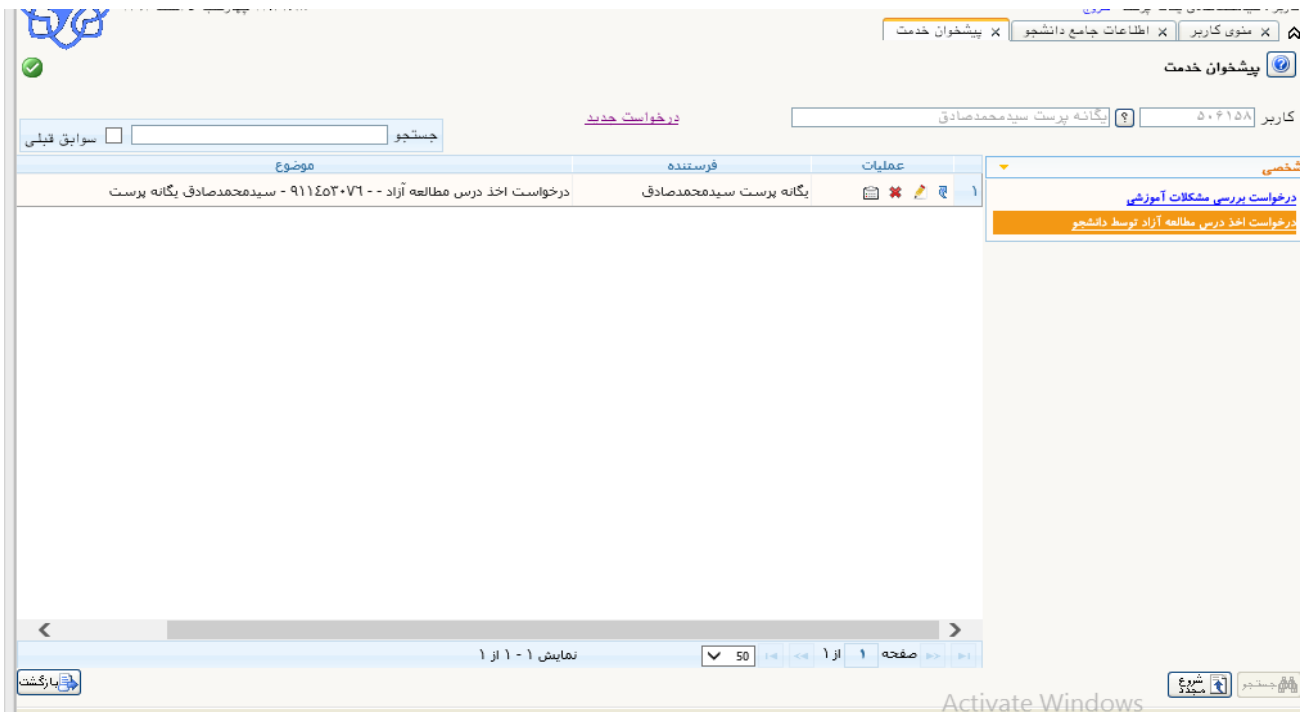 منوی کاربر
اطلاعات جامع دانشجو
پیشخوان خدمت
پیشخوان خدمت
کاربر ۵۰۶۱۵۸ ؟ یگانه پرست سیدمحمدصادق
درخواست جدید
جستجو
سوابق قبلی
شخصی
درخواست بررسی مشکلات آموزشی
درخواست اخذ درس مطالعه آزاد توسط دانشجو
عملیات فرستنده موضوع
۱ یگانه پرست سیدمحمدصادق درخواست اخذ درس مطالعه آزاد - - ۹۱۱٤٥۳۰۷٦ - سیدمحمدصادق یگانه پرست
صفحه ۱ از ۱ 50
نمایش ۱ - ۱ از ۱
جستجو
شروع مجدد
بازگشت
Activate Windows